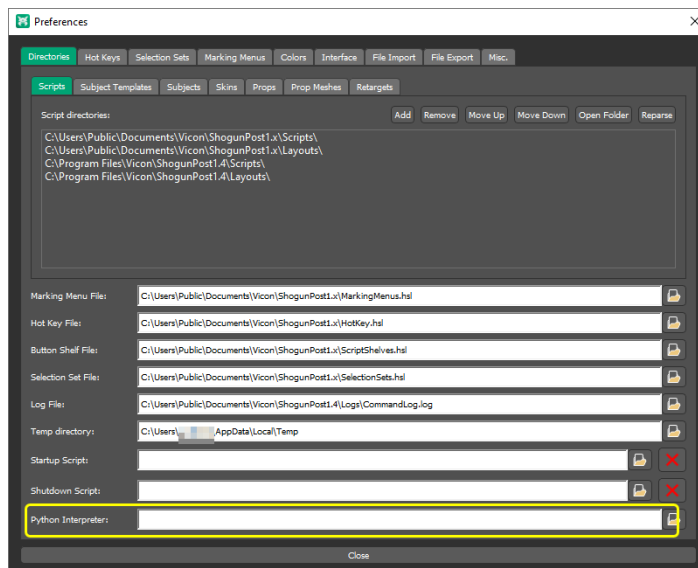 Preferences
Directories Hot Keys Selection Sets Marking Menus Colors Interface File Import File Export Misc.
Scripts Subject Templates Subjects Skins Props Prop Meshes Retargets
Script directories: Add Remove Move Up Move Down Open Folder Reparse
C:\Users\Public\Documents\Vicon\ShogunPost1.x\Scripts\
C:\Users\Public\Documents\Vicon\ShogunPost1.x\Layouts\
C:\Program Files\Vicon\ShogunPost1.4\Scripts\
C:\Program Files\Vicon\ShogunPost1.4\Layouts\
Marking Menu File: C:\Users\Public\Documents\Vicon\ShogunPost1.x\MarkingMenus.hsl
Hot Key File: C:\Users\Public\Documents\Vicon\ShogunPost1.x\HotKey.hsl
Button Shelf File: C:\Users\Public\Documents\Vicon\ShogunPost1.x\ScriptShelves.hsl
Selection Set File: C:\Users\Public\Documents\Vicon\ShogunPost1.x\SelectionSets.hsl
Log File: C:\Users\Public\Documents\Vicon\ShogunPost1.4\Logs\CommandLog.log
Temp directory: C:\Users\ AppData\Local\Temp
Startup Script:
Shutdown Script:
Python Interpreter:
Close